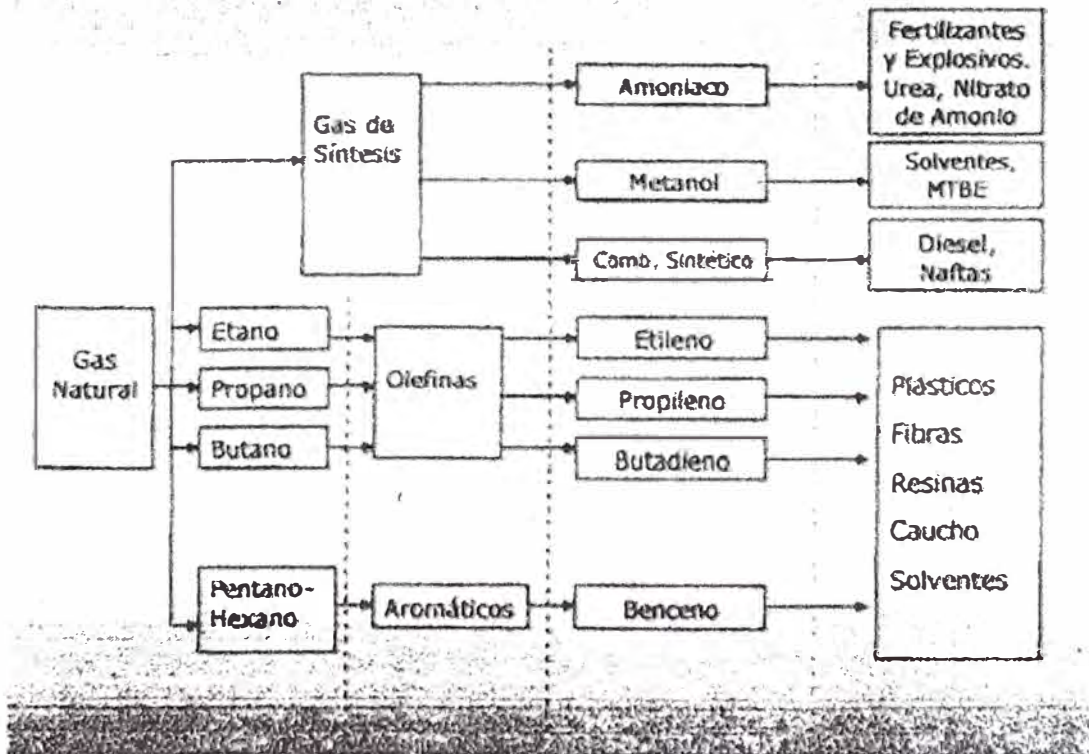 Fertilizantes
y Explosivos.
Urea, Nitrato
de Amonio
Amoniaco
Gas de
Síntesis
Metanol
Solventes,
MTBE
Comb. Sintético
Diesel,
Naftas
Gas
Natural
Etano
Propano
Butano
Olefinas
Etileno
Propileno
Butadieno
Plásticos
Fibras
Resinas
Caucho
Solventes
Pentano-
Hexano
Aromáticos
Benceno